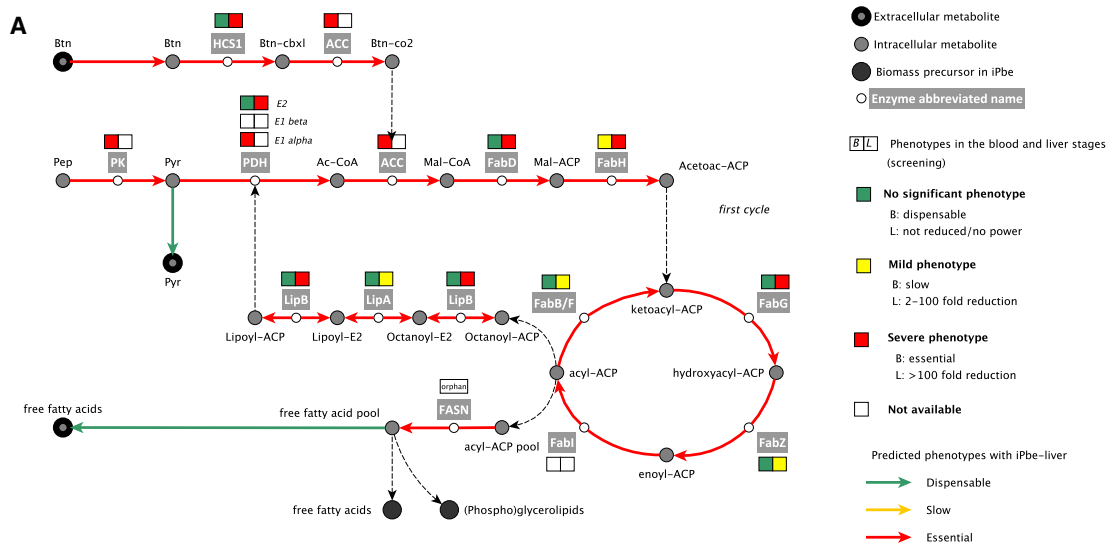 A
Btn
Btn
HCS1
Btn-cbxl
ACC
Btn-co2
E2
E1 beta
E1 alpha
Pep
PK
Pyr
PDH
Ac-CoA
ACC
Mal-CoA
FabD
Mal-ACP
FabH
Acetoac-ACP
first cycle
Pyr
LipB
LipA
LipB
FabB/F
ketoacyl-ACP
FabG
Lipoyl-ACP
Lipoyl-E2
Octanoyl-E2
Octanoyl-ACP
acyl-ACP
hydroxyacyl-ACP
orphan
free fatty acids
free fatty acid pool
FASN
acyl-ACP pool
FabI
enoyl-ACP
FabZ
free fatty acids
(Phospho)glycerolipids
Extracellular metabolite
Intracellular metabolite
Biomass precursor in iPbe
Enzyme abbreviated name
B L Phenotypes in the blood and liver stages
(screening)
No significant phenotype
B: dispensable
L: not reduced/no power
Mild phenotype
B: slow
L: 2-100 fold reduction
Severe phenotype
B: essential
L: >100 fold reduction
Not available
Predicted phenotypes with iPbe-liver
Dispensable
Slow
Essential